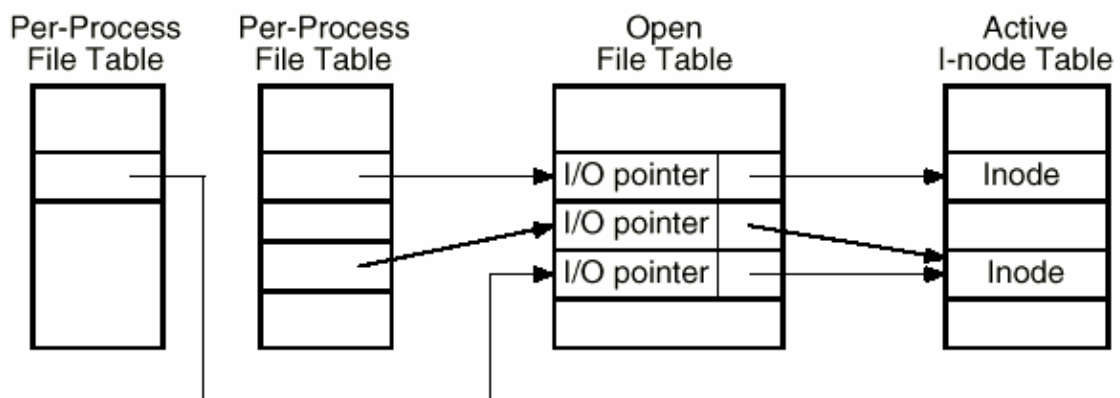 Per-Process
File Table
Per-Process
File Table
Open
File Table
Active
I-node Table
I/O pointer
Inode
I/O pointer
I/O pointer
Inode